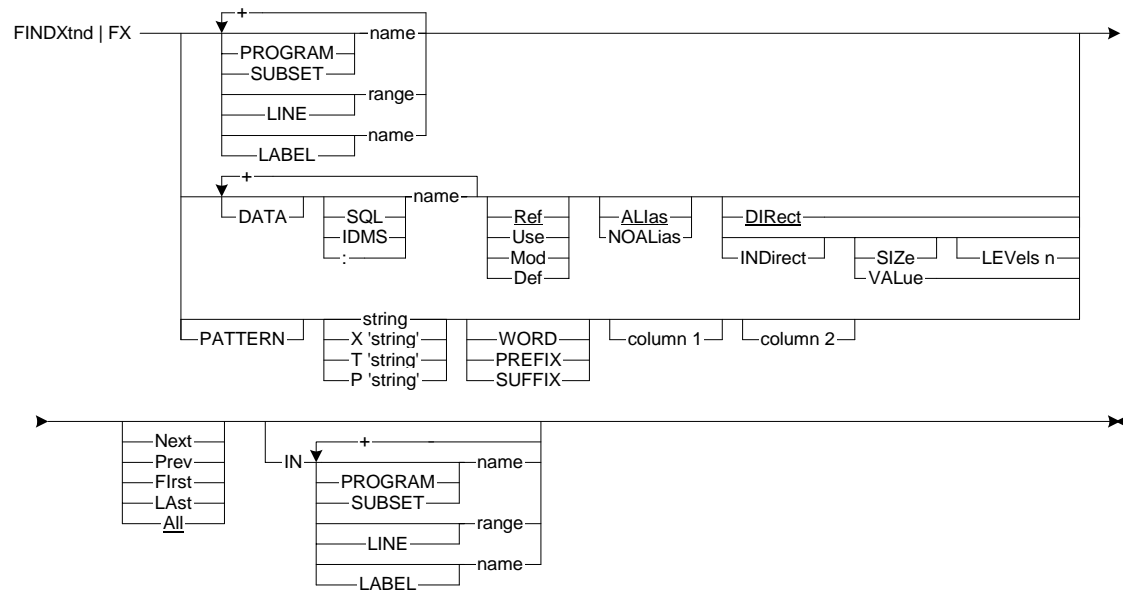 +
FINDXtnd | FX name
PROGRAM
SUBSET
range
LINE
name
LABEL
+
name
DATA SQL Ref ALIas DIRect
IDMS Use NOALias
: Mod INDirect SIZe LEVels n
Def VALue
string
PATTERN X 'string' WORD column 1 column 2
T 'string' PREFIX
P 'string' SUFFIX
Next +
Prev IN name
FIrst PROGRAM
LAst SUBSET
All range
LINE
name
LABEL